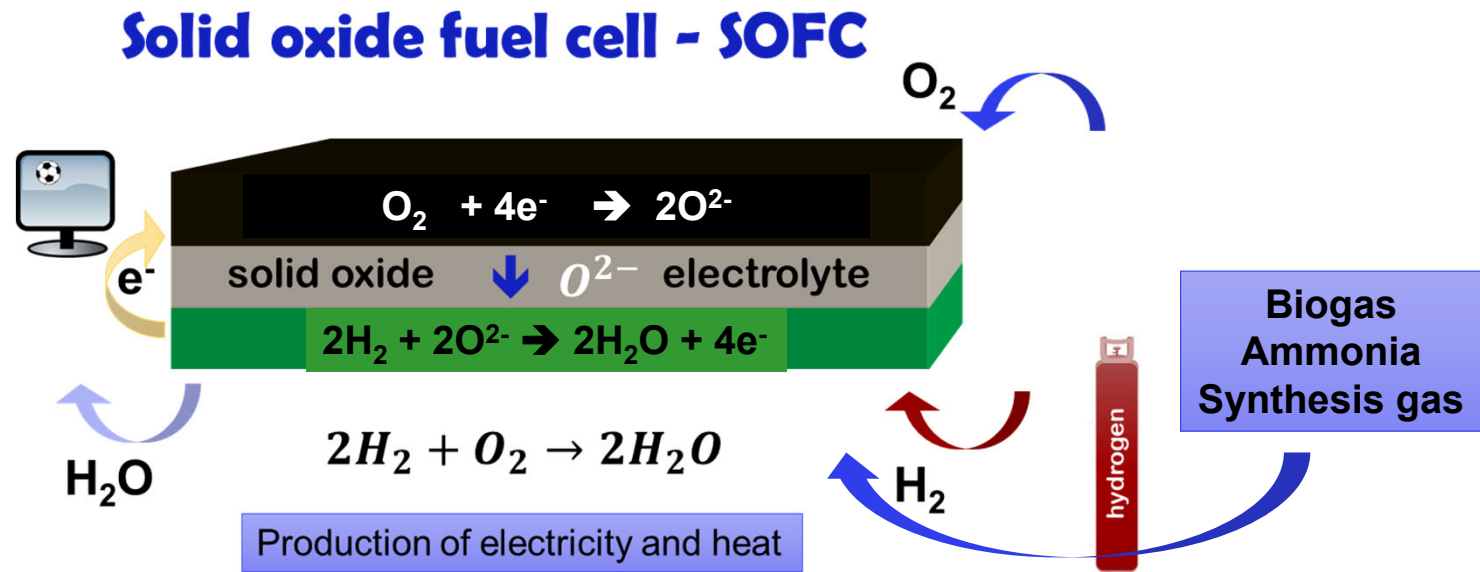 Solid oxide fuel cell - SOFC
O₂
O₂ + 4e⁻ ➔ 2O²⁻
e⁻
solid oxide O²⁻ electrolyte
2H₂ + 2O²⁻ ➔ 2H₂O + 4e⁻
Biogas
Ammonia
Synthesis gas
hydrogen
H₂O
2H₂ + O₂ → 2H₂O
H₂
Production of electricity and heat